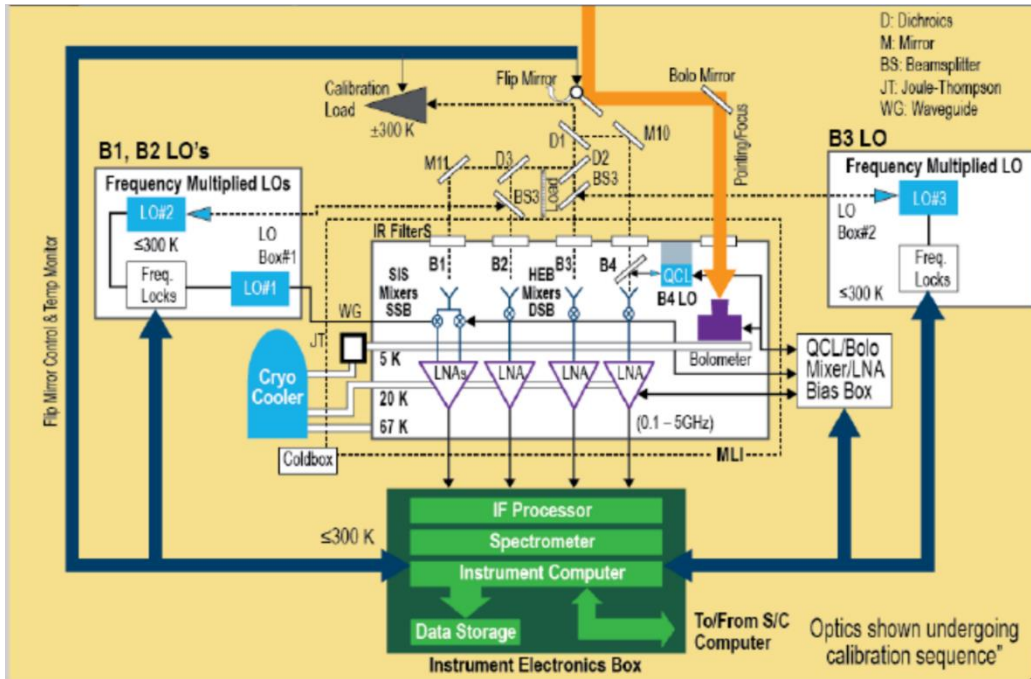 D: Dichroics
M: Mirror
BS: Beamsplitter
JT: Joule-Thompson
WG: Waveguide
Calibration
Load
±300 K
Flip Mirror
Bolo Mirror
Pointing/Focus
D1
M10
M11
D3
D2
BS3
BS3
Load
B1, B2 LO's
Frequency Multiplied LOs
LO#2
≤300 K
LO
Box#1
Freq.
Locks
LO#1
B3 LO
Frequency Multiplied LO
LO#3
LO
Box#2
Freq.
Locks
≤300 K
Flip Mirror Control & Temp Monitor
IR FilterS
B1
B2
B3
B4
SIS
Mixers
SSB
HEB
Mixers
DSB
QCL
B4 LO
WG
JT
5 K
Bolometer
LNAs
LNA
LNA
LNA
Cryo
Cooler
20 K
67 K
(0.1 – 5GHz)
QCL/Bolo
Mixer/LNA
Bias Box
Coldbox
MLI
≤300 K
IF Processor
Spectrometer
Instrument Computer
Data Storage
To/From S/C
Computer
Instrument Electronics Box
Optics shown undergoing
calibration sequence"